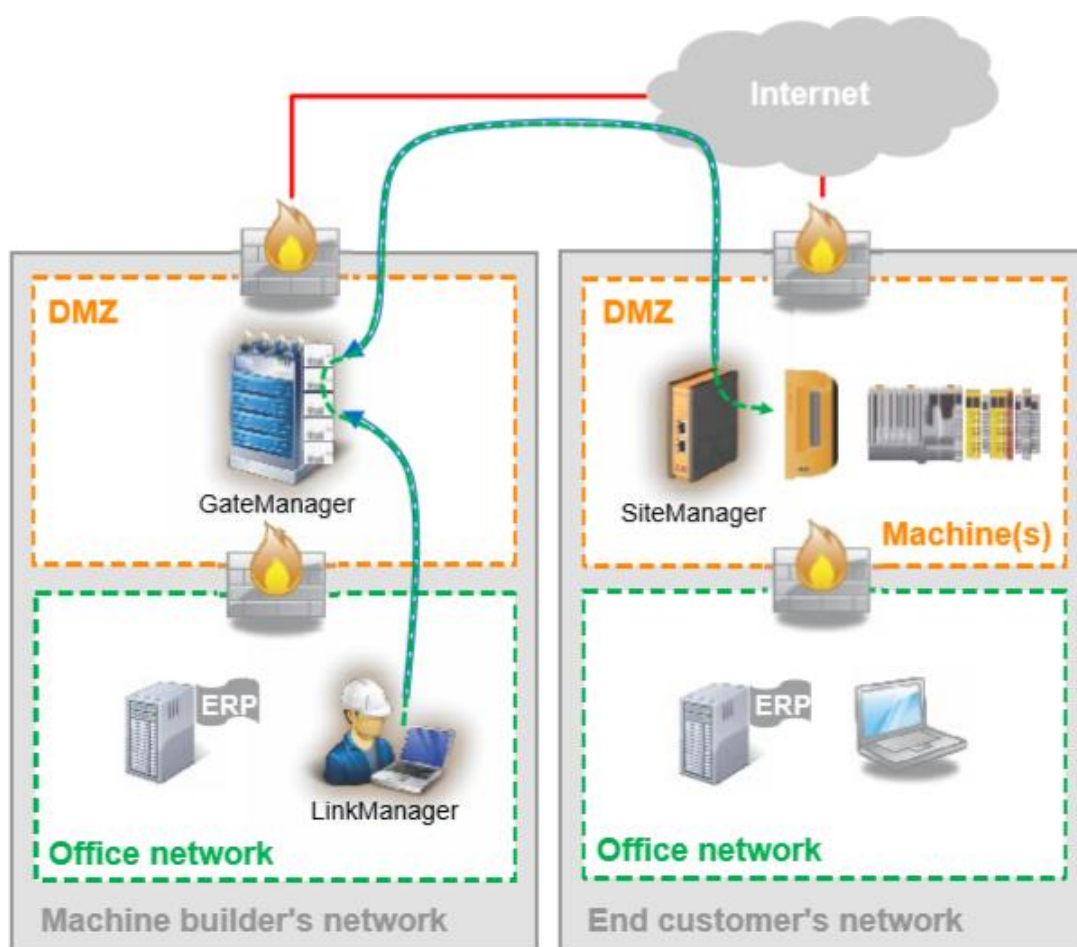 Internet
DMZ
GateManager
ERP
LinkManager
Office network
Machine builder's network
DMZ
SiteManager
Machine(s)
ERP
Office network
End customer's network